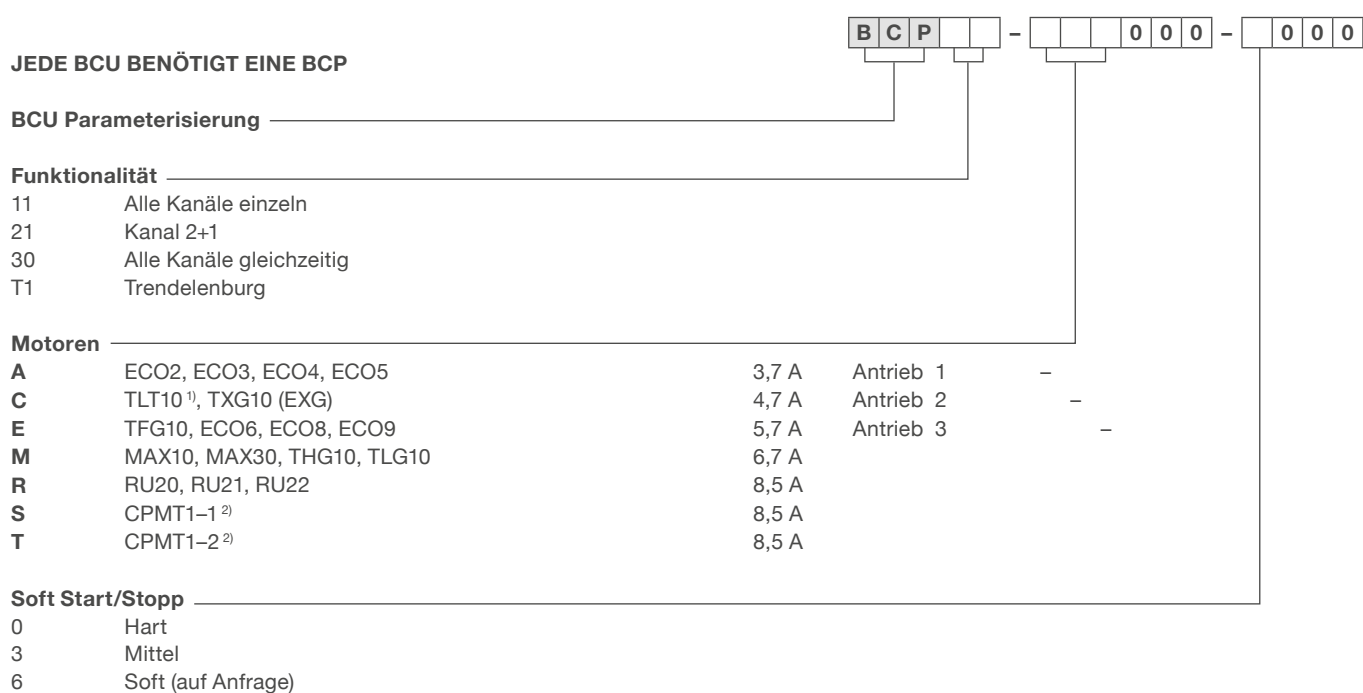 B C P – 0 0 0 – 0 0 0
JEDE BCU BENÖTIGT EINE BCP
BCU Parameterisierung
Funktionalität
11 Alle Kanäle einzeln
21 Kanal 2+1
30 Alle Kanäle gleichzeitig
T1 Trendelenburg
Motoren
A ECO2, ECO3, ECO4, ECO5 3,7 A Antrieb 1 –
C TLT10 ¹⁾, TXG10 (EXG) 4,7 A Antrieb 2 –
E TFG10, ECO6, ECO8, ECO9 5,7 A Antrieb 3 –
M MAX10, MAX30, THG10, TLG10 6,7 A
R RU20, RU21, RU22 8,5 A
S CPMT1–1 ²⁾ 8,5 A
T CPMT1–2 ²⁾ 8,5 A
Soft Start/Stopp
0 Hart
3 Mittel
6 Soft (auf Anfrage)